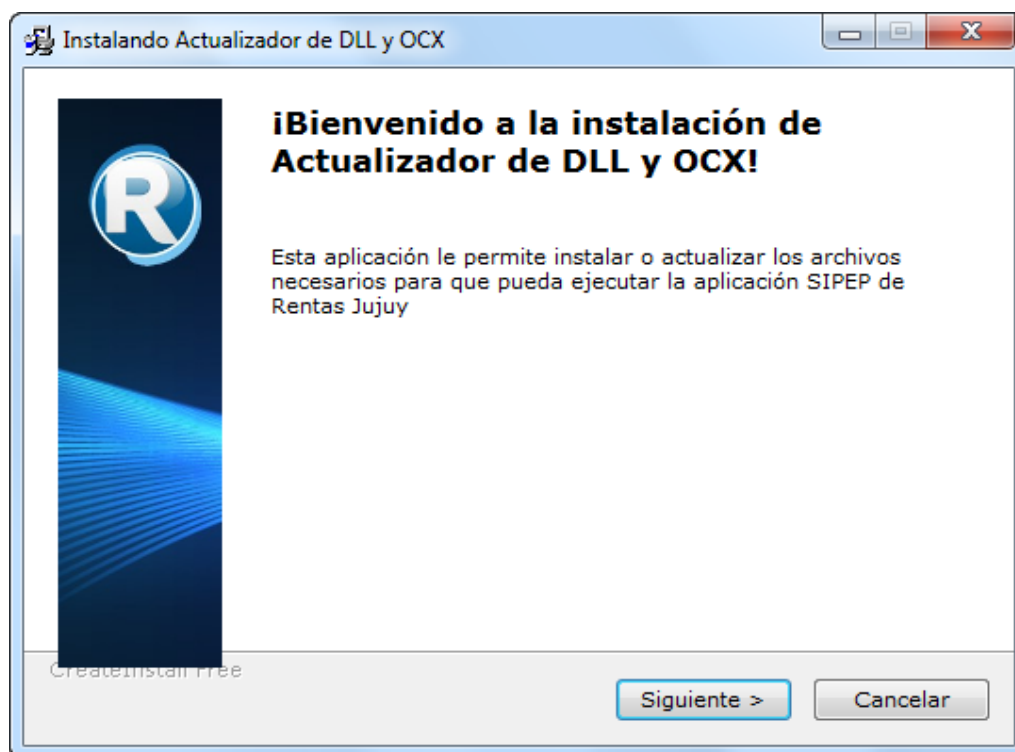 Instalando Actualizador de DLL y OCX
¡Bienvenido a la instalación de
Actualizador de DLL y OCX!
R
Esta aplicación le permite instalar o actualizar los archivos
necesarios para que pueda ejecutar la aplicación SIPEP de
Rentas Jujuy
CreateInstall Free
Siguiente >
Cancelar